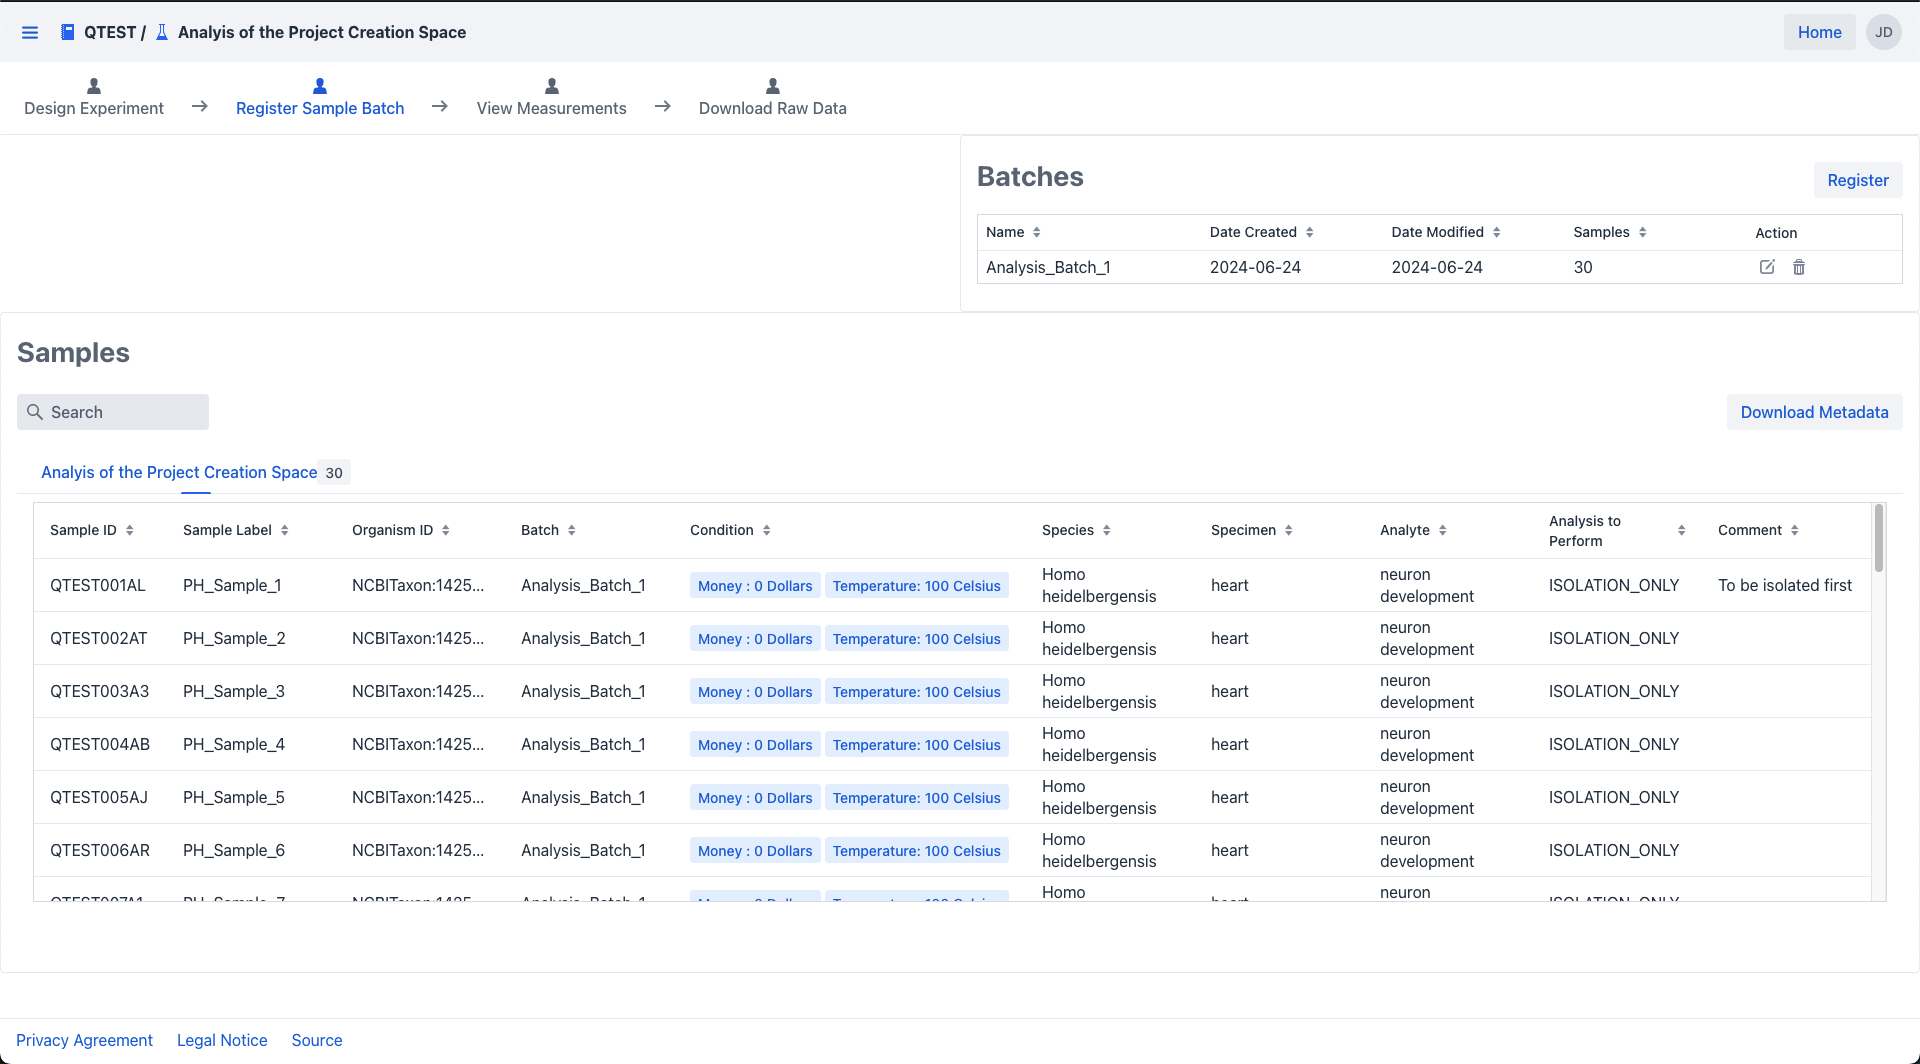 QTEST / Analyis of the Project Creation Space
Home
JD
Design Experiment
Register Sample Batch
View Measurements
Download Raw Data
Batches
Register
Name Date Created Date Modified Samples Action
Analysis_Batch_1 2024-06-24 2024-06-24 30
Samples
Search
Download Metadata
Analyis of the Project Creation Space 30
Sample ID Sample Label Organism ID Batch Condition Species Specimen Analyte Analysis to Perform Comment
QTEST001AL PH_Sample_1 NCBITaxon:1425... Analysis_Batch_1 Money : 0 Dollars Temperature: 100 Celsius Homo heidelbergensis heart neuron development ISOLATION_ONLY To be isolated first
QTEST002AT PH_Sample_2 NCBITaxon:1425... Analysis_Batch_1 Money : 0 Dollars Temperature: 100 Celsius Homo heidelbergensis heart neuron development ISOLATION_ONLY
QTEST003A3 PH_Sample_3 NCBITaxon:1425... Analysis_Batch_1 Money : 0 Dollars Temperature: 100 Celsius Homo heidelbergensis heart neuron development ISOLATION_ONLY
QTEST004AB PH_Sample_4 NCBITaxon:1425... Analysis_Batch_1 Money : 0 Dollars Temperature: 100 Celsius Homo heidelbergensis heart neuron development ISOLATION_ONLY
QTEST005AJ PH_Sample_5 NCBITaxon:1425... Analysis_Batch_1 Money : 0 Dollars Temperature: 100 Celsius Homo heidelbergensis heart neuron development ISOLATION_ONLY
QTEST006AR PH_Sample_6 NCBITaxon:1425... Analysis_Batch_1 Money : 0 Dollars Temperature: 100 Celsius Homo heidelbergensis heart neuron development ISOLATION_ONLY
Homo neuron
Privacy Agreement Legal Notice Source